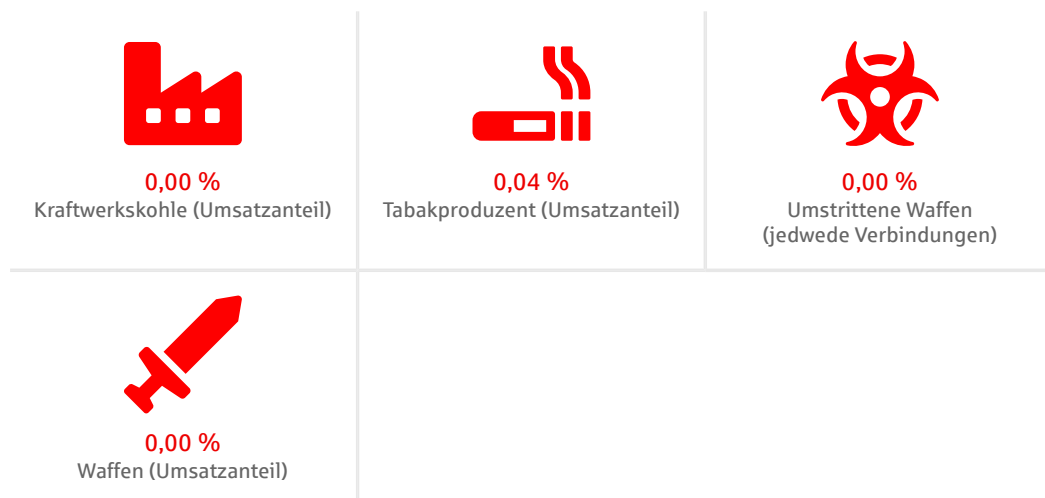 0,00 %
Kraftwerkskohle (Umsatzanteil)
0,04 %
Tabakproduzent (Umsatzanteil)
0,00 %
Umstrittene Waffen
(jedwede Verbindungen)
0,00 %
Waffen (Umsatzanteil)